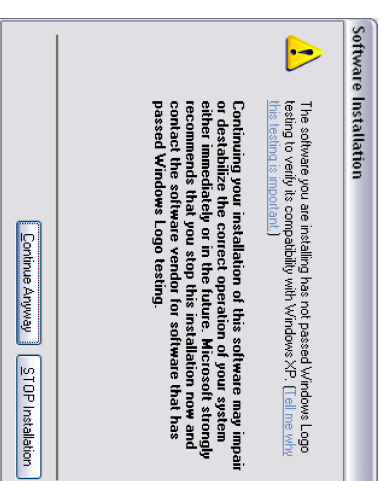 Software Installation
The software you are installing has not passed Windows Logo
testing to verify its compatibility with Windows XP. (Tell me why
this testing is important.)
Continuing your installation of this software may impair
or destabilize the correct operation of your system
either immediately or in the future. Microsoft strongly
recommends that you stop this installation now and
contact the software vendor for software that has
passed Windows Logo testing.
Continue Anyway
STOP Installation